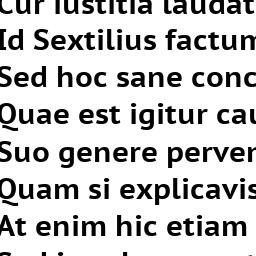 Cur iustitia laudat
Id Sextilius factum
Sed hoc sane conc
Quae est igitur cau
Suo genere perver
Quam si explicavis
At enim hic etiam